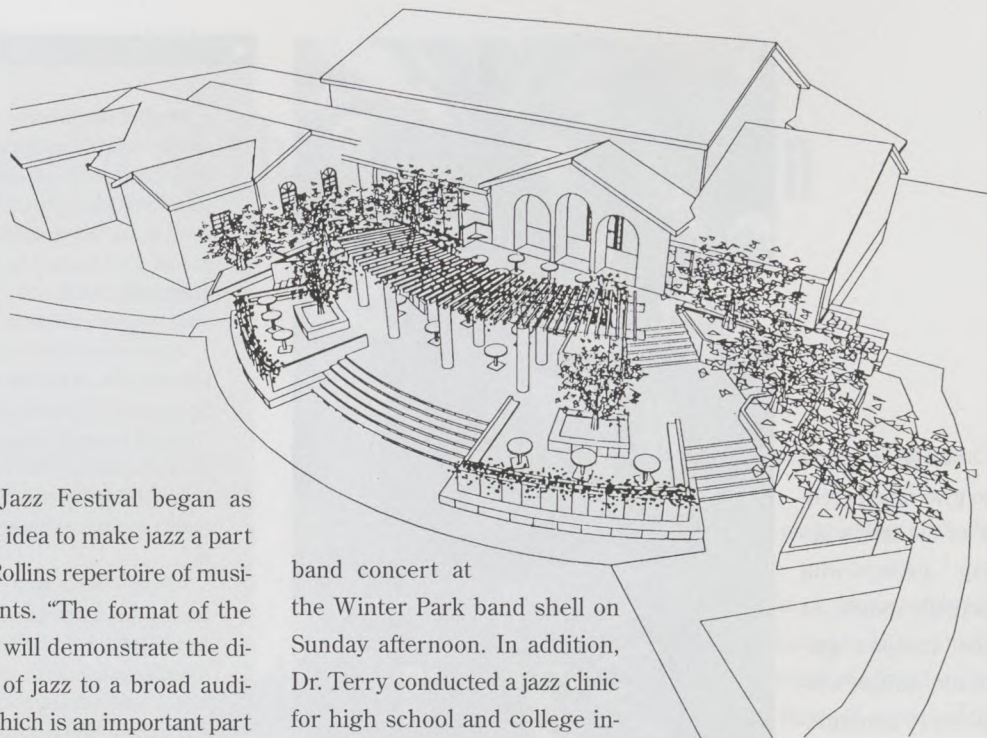 Jazz Festival began as
idea to make jazz a part
Rollins repertoire of musi-
nts. “The format of the
will demonstrate the di-
of jazz to a broad audi-
which is an important part
band concert at
the Winter Park band shell on
Sunday afternoon. In addition,
Dr. Terry conducted a jazz clinic
for high school and college in-